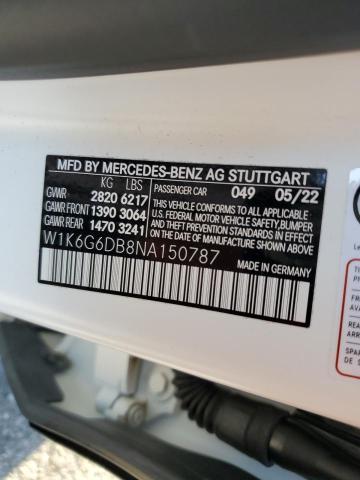 MFD BY MERCEDES-BENZ AG STUTTGART
KG LBS
GVWR 2820 6217
GAWR FRONT 1390 3064
GAWR REAR 1470 3241
PASSENGER CAR 049 05/22
THIS VEHICLE CONFORMS TO ALL APPLICABLE
U.S. FEDERAL MOTOR VEHICLE SAFETY, BUMPER,
AND THEFT PREVENTION STANDARDS IN EFFECT
ON THE DATE OF MANUFACTURE SHOWN ABOVE.
W1K6G6DB8NA150787
MADE IN GERMANY